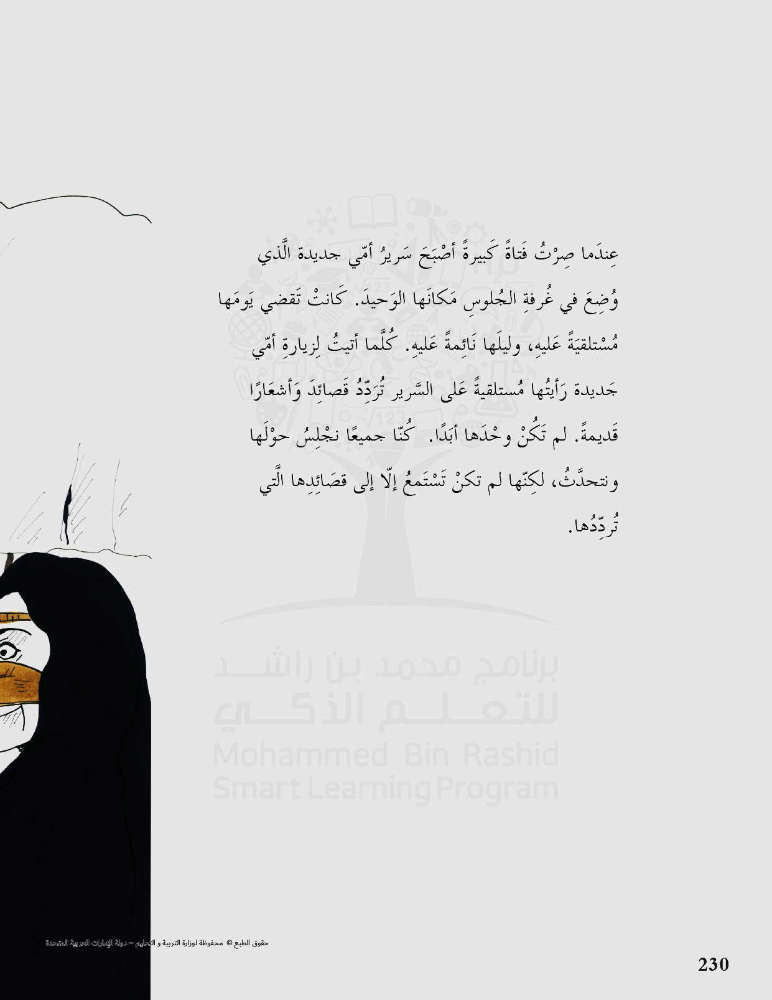 عِندَما صِرْتُ فَتاةً كَبيرةً أصْبَحَ سَريرُ أمّي جديدة الَّذي
وُضِعَ في غُرفةِ الجُلوسِ مَكانَها الوَحيدَ. كَانتْ تَقضي يَومَها
مُسْتلقيَةً عَليهِ، وليلَها نَائِمةً عَليهِ. كُلَّما أتيتُ لِزيارةِ أمّي
جَديدة رَأيتُها مُستلقيةً عَلى السَّرير تُرَدِّدُ قَصائِدَ وَأشعَارًا
قَديمةً. لم تَكُنْ وحْدَها أبَدًا. كُنّا جميعًا نجْلِسُ حوْلَها
ونتحدَّثُ، لكِنّها لم تكنْ تَسْتَمعُ إلّا إلى قصَائِدِها الَّتي
تُردِّدُها.
برنامج محمد بن راشد
للتعلم الذكي
Mohammed Bin Rashid
Smart Learning Program
حقوق الطبع © محفوظة لوزارة التربية و التعليم – دولة الإمارات العربية المتحدة
230